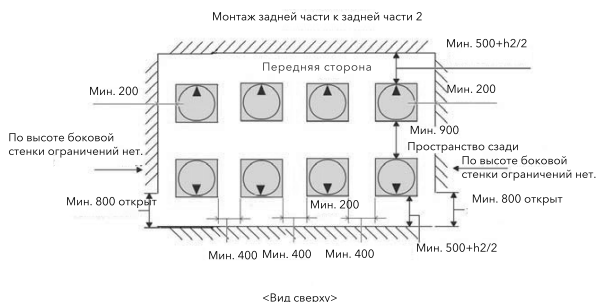 Монтаж задней части к задней части 2
Мин. 500+h2/2
Передняя сторона
Мин. 200
Мин. 200
Мин. 900
По высоте боковой
стенки ограничений нет.
Пространство сзади
По высоте боковой
стенки ограничений нет.
Мин. 800 открыт
Мин. 200
Мин. 800 открыт
Мин. 400
Мин. 400
Мин. 400
Мин. 500+h2/2
<Вид сверху>